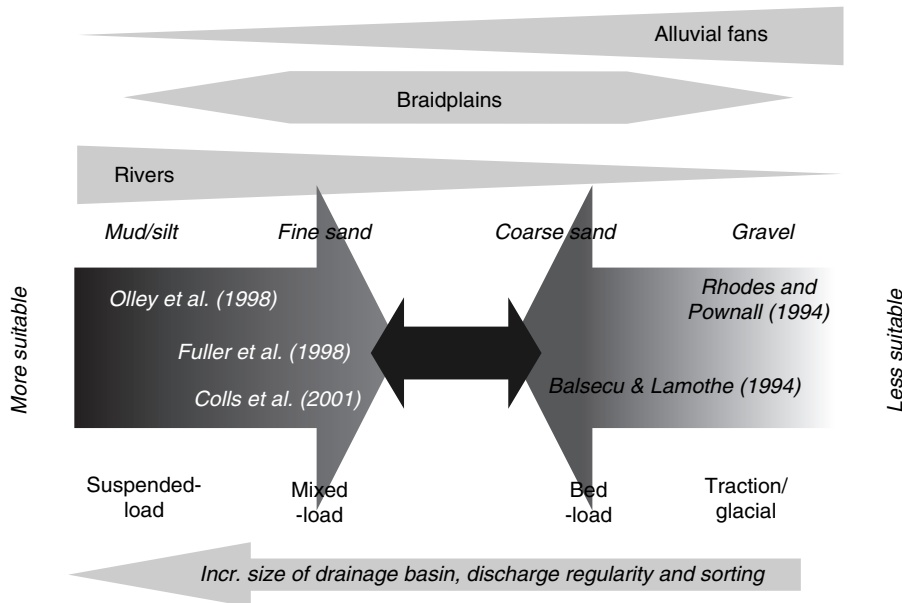 Alluvial fans
Braidplains
Rivers
Mud/silt Fine sand Coarse sand Gravel
More suitable
Olley et al. (1998)
Fuller et al. (1998)
Colls et al. (2001)
Rhodes and
Pownall (1994)
Balsecu & Lamothe (1994)
Less suitable
Suspended-
load
Mixed
-load
Bed
-load
Traction/
glacial
Incr. size of drainage basin, discharge regularity and sorting